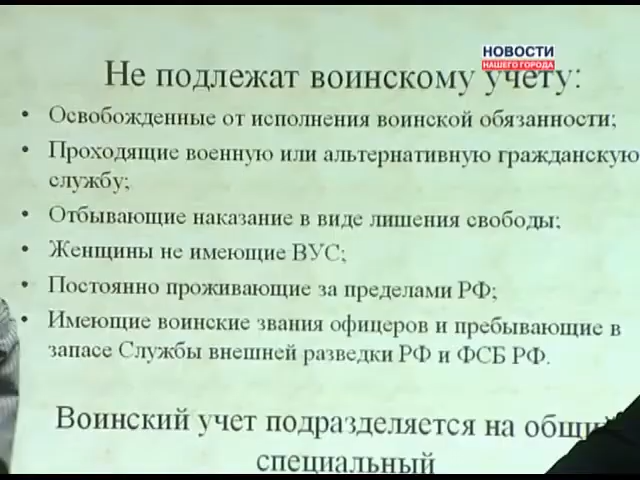 НОВОСТИ
НАШЕГО ГОРОДА
Не подлежат воинскому учету:
• Освобожденные от исполнения воинской обязанности;
• Проходящие военную или альтернативную гражданскую
службу;
• Отбывающие наказание в виде лишения свободы;
• Женщины не имеющие ВУС;
• Постоянно проживающие за пределами РФ;
• Имеющие воинские звания офицеров и пребывающие в
запасе Службы внешней разведки РФ и ФСБ РФ.
Воинский учет подразделяется на
специальный